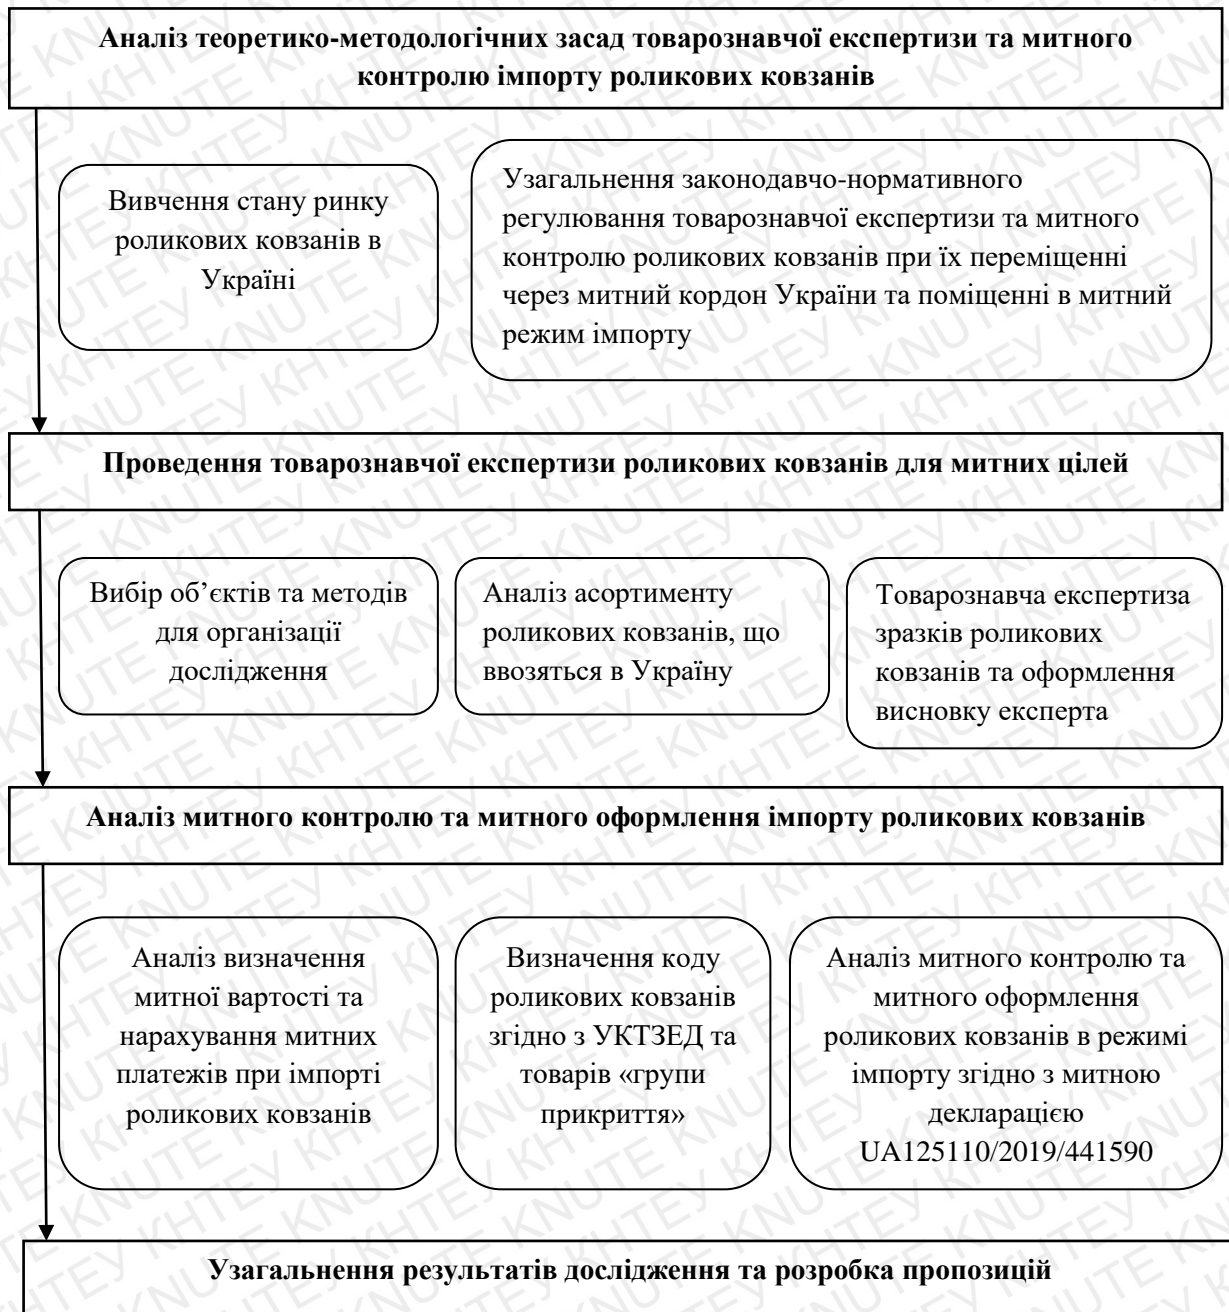 Аналіз теоретико-методологічних засад товарознавчої експертизи та митного
контролю імпорту роликових ковзанів
Вивчення стану ринку
роликових ковзанів в
Україні
Узагальнення законодавчо-нормативного
регулювання товарознавчої експертизи та митного
контролю роликових ковзанів при їх переміщенні
через митний кордон України та поміщенні в митний
режим імпорту
Проведення товарознавчої експертизи роликових ковзанів для митних цілей
Вибір об’єктів та методів
для організації
дослідження
Аналіз асортименту
роликових ковзанів, що
ввозяться в Україну
Товарознавча експертиза
зразків роликових
ковзанів та оформлення
висновку експерта
Аналіз митного контролю та митного оформлення імпорту роликових ковзанів
Аналіз визначення
митної вартості та
нарахування митних
платежів при імпорті
роликових ковзанів
Визначення коду
роликових ковзанів
згідно з УКТЗЕД та
товарів «групи
прикриття»
Аналіз митного контролю та
митного оформлення
роликових ковзанів в режимі
імпорту згідно з митною
декларацією
UA125110/2019/441590
Узагальнення результатів дослідження та розробка пропозицій